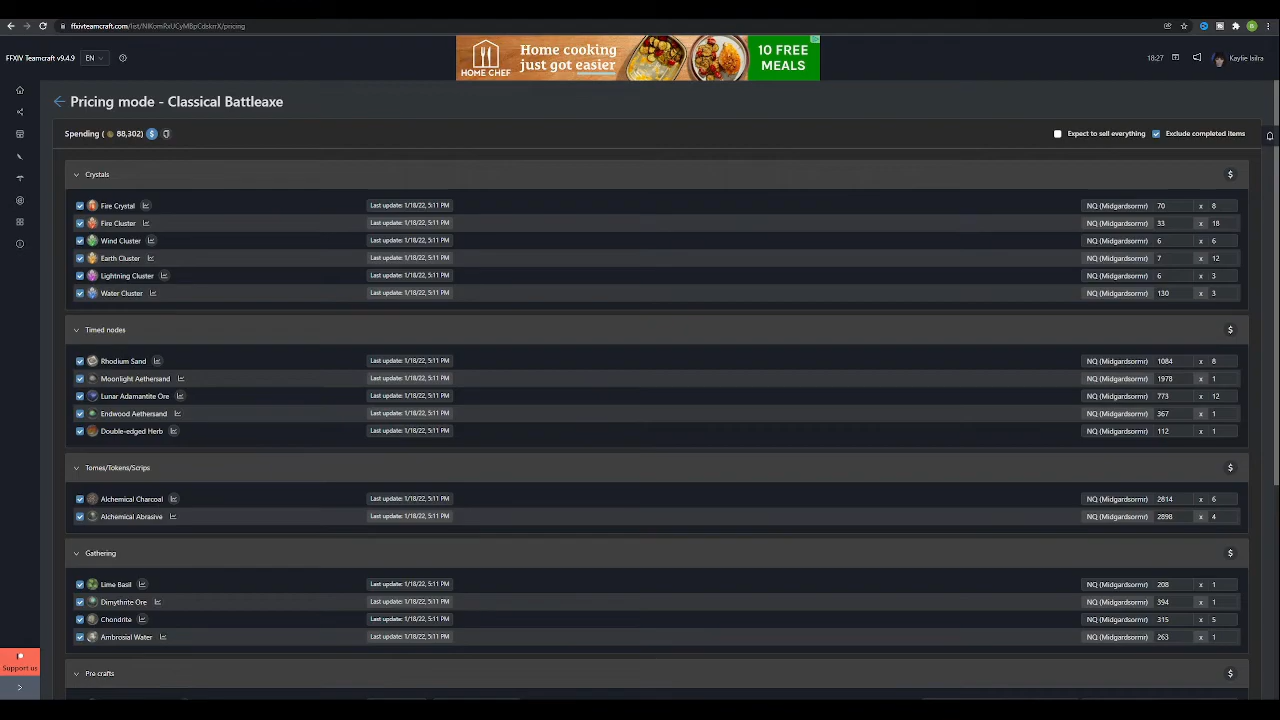 ffxivteamcraft.com/list/NlKomRxUCyMBpCdskrrX/pricing
HOME CHEF
Home cooking
just got easier
10 FREE
MEALS
FFXIV Teamcraft v9.4.9
EN
18:27
Kaylie Isilra
Pricing mode - Classical Battleaxe
Spending ( 88,302) $
Expect to sell everything
Exclude completed items
Crystals $
Fire Crystal Last update: 1/18/22, 5:11 PM NQ (Midgardsormr) 70 x 8
Fire Cluster Last update: 1/18/22, 5:11 PM NQ (Midgardsormr) 33 x 18
Wind Cluster Last update: 1/18/22, 5:11 PM NQ (Midgardsormr) 6 x 6
Earth Cluster Last update: 1/18/22, 5:11 PM NQ (Midgardsormr) 7 x 12
Lightning Cluster Last update: 1/18/22, 5:11 PM NQ (Midgardsormr) 6 x 3
Water Cluster Last update: 1/18/22, 5:11 PM NQ (Midgardsormr) 130 x 3
Timed nodes $
Rhodium Sand Last update: 1/18/22, 5:11 PM NQ (Midgardsormr) 1084 x 8
Moonlight Aethersand Last update: 1/18/22, 5:11 PM NQ (Midgardsormr) 1978 x 1
Lunar Adamantite Ore Last update: 1/18/22, 5:11 PM NQ (Midgardsormr) 773 x 12
Endwood Aethersand Last update: 1/18/22, 5:11 PM NQ (Midgardsormr) 367 x 1
Double-edged Herb Last update: 1/18/22, 5:11 PM NQ (Midgardsormr) 112 x 1
Tomes/Tokens/Scrips $
Alchemical Charcoal Last update: 1/18/22, 5:11 PM NQ (Midgardsormr) 2814 x 6
Alchemical Abrasive Last update: 1/18/22, 5:11 PM NQ (Midgardsormr) 2898 x 4
Gathering $
Lime Basil Last update: 1/18/22, 5:11 PM NQ (Midgardsormr) 208 x 1
Dimythrite Ore Last update: 1/18/22, 5:11 PM NQ (Midgardsormr) 394 x 1
Chondrite Last update: 1/18/22, 5:11 PM NQ (Midgardsormr) 315 x 5
Ambrosial Water Last update: 1/18/22, 5:11 PM NQ (Midgardsormr) 263 x 1
Support us
Pre crafts $